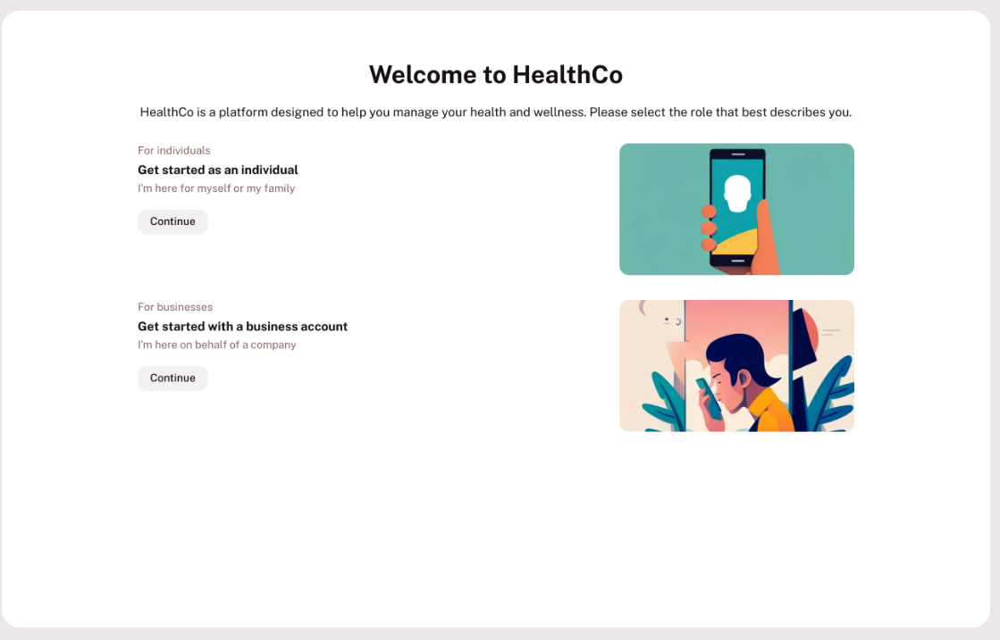 Welcome to HealthCo
HealthCo is a platform designed to help you manage your health and wellness. Please select the role that best describes you.
For individuals
Get started as an individual
I'm here for myself or my family
Continue
For businesses
Get started with a business account
I'm here on behalf of a company
Continue